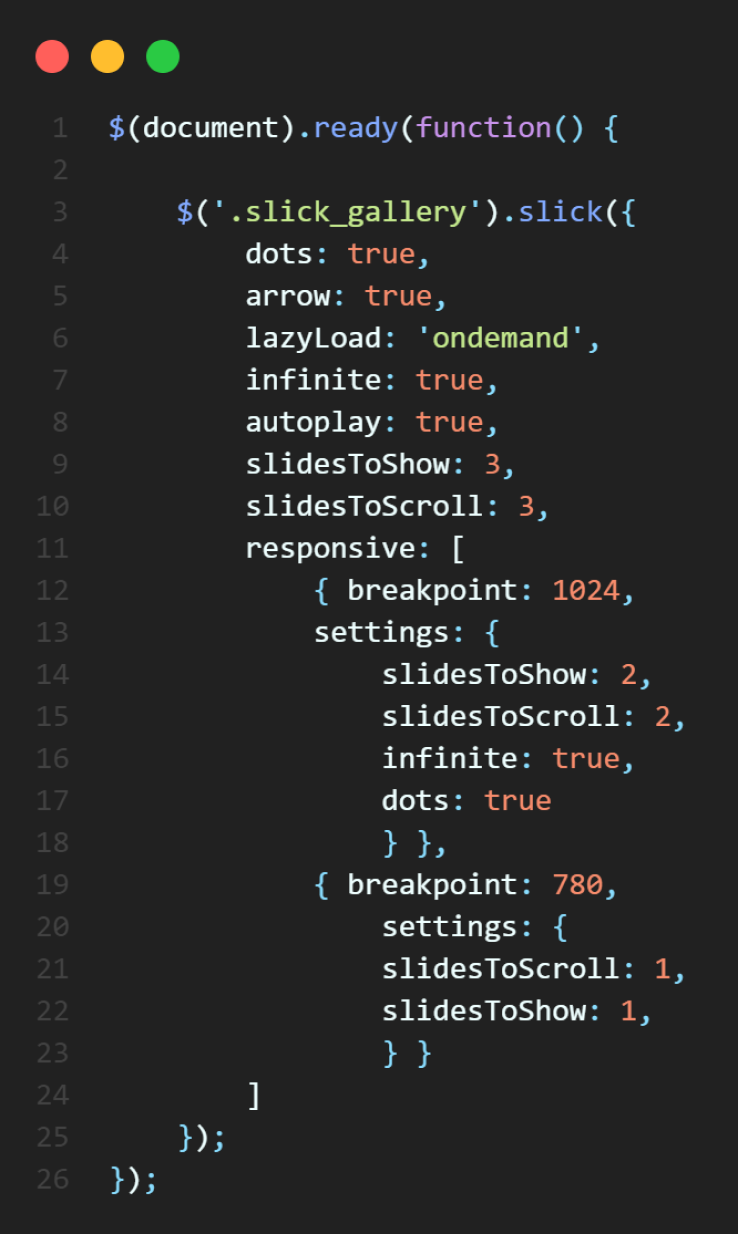 1 $(document).ready(function() {
2
3 $('.slick_gallery').slick({
4 dots: true,
5 arrow: true,
6 lazyLoad: 'ondemand',
7 infinite: true,
8 autoplay: true,
9 slidesToShow: 3,
10 slidesToScroll: 3,
11 responsive: [
12 { breakpoint: 1024,
13 settings: {
14 slidesToShow: 2,
15 slidesToScroll: 2,
16 infinite: true,
17 dots: true
18 } },
19 { breakpoint: 780,
20 settings: {
21 slidesToScroll: 1,
22 slidesToShow: 1,
23 } }
24 ]
25 });
26 });